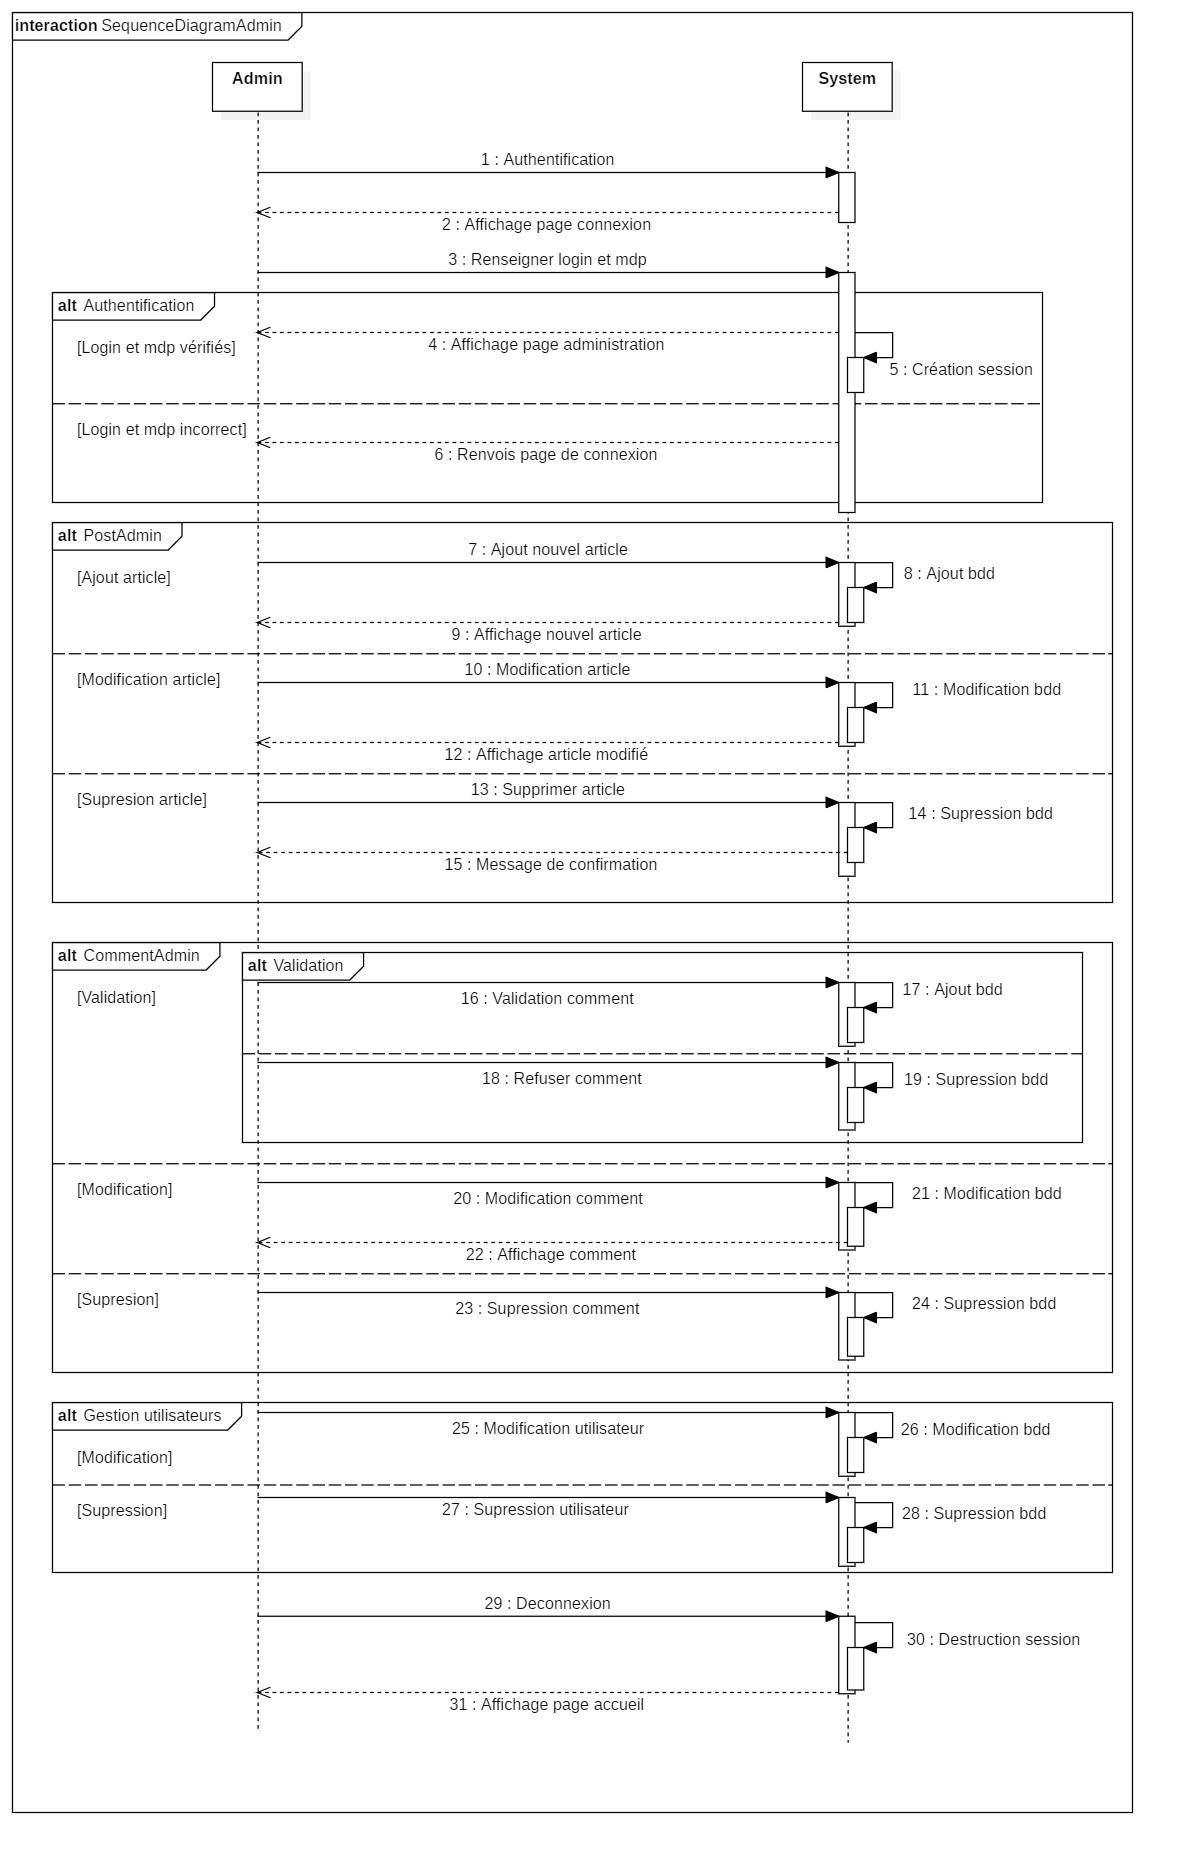 interaction SequenceDiagramAdmin
Admin
System
1 : Authentification
2 : Affichage page connexion
3 : Renseigner login et mdp
alt Authentification
[Login et mdp vérifiés]
4 : Affichage page administration
5 : Création session
[Login et mdp incorrect]
6 : Renvois page de connexion
alt PostAdmin
7 : Ajout nouvel article
[Ajout article]
8 : Ajout bdd
9 : Affichage nouvel article
10 : Modification article
[Modification article]
11 : Modification bdd
12 : Affichage article modifié
13 : Supprimer article
[Supresion article]
14 : Supression bdd
15 : Message de confirmation
alt CommentAdmin
alt Validation
[Validation]
16 : Validation comment
17 : Ajout bdd
18 : Refuser comment
19 : Supression bdd
[Modification]
20 : Modification comment
21 : Modification bdd
22 : Affichage comment
[Supresion]
23 : Supression comment
24 : Supression bdd
alt Gestion utilisateurs
25 : Modification utilisateur
26 : Modification bdd
[Modification]
[Supression]
27 : Supression utilisateur
28 : Supression bdd
29 : Deconnexion
30 : Destruction session
31 : Affichage page accueil